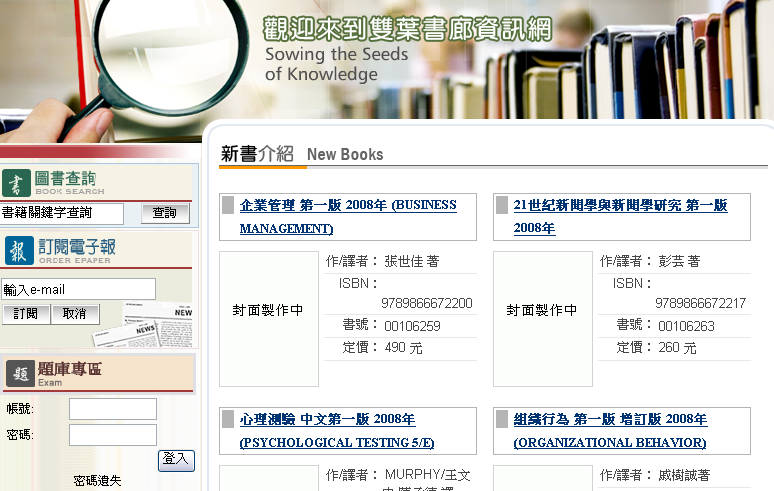 觀迎來到雙葉書廊資訊網
Sowing the Seeds
of Knowledge
書 圖書查詢
BOOK SEARCH
書籍關鍵字查詢 查詢
報 訂閱電子報
ORDER EPAPER
輸入e-mail
訂閱 取消
NEW
NEWS
題 題庫專區
Exam
帳號:
密碼:
登入
密碼遺失
新書介紹 New Books
企業管理 第一版 2008年 (BUSINESS
MANAGEMENT)
封面製作中
作/譯者： 張世佳 著
ISBN：
9789866672200
書號： 00106259
定價： 490 元
21世紀新聞學與新聞學研究 第一版
2008年
封面製作中
作/譯者： 彭芸 著
ISBN：
9789866672217
書號： 00106263
定價： 260 元
心理測驗 中文第一版 2008年
(PSYCHOLOGICAL TESTING 5/E)
作/譯者： MURPHY/王文
組織行為 第一版 增訂版 2008年
(ORGANIZATIONAL BEHAVIOR)
作/譯者： 戚樹誠著